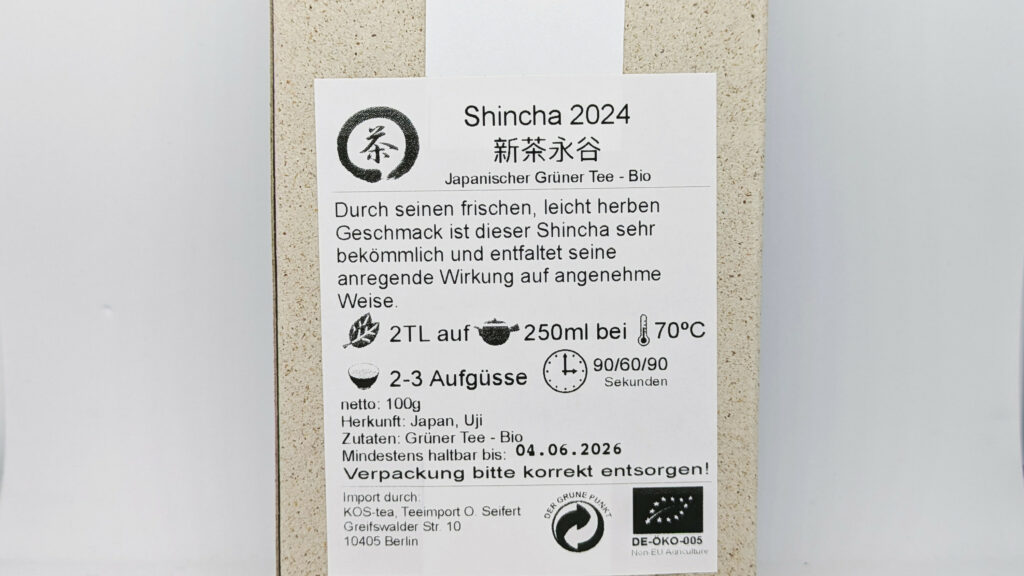 茶
Shincha 2024
新茶永谷
Japanischer Grüner Tee - Bio
Durch seinen frischen, leicht herben
Geschmack ist dieser Shincha sehr
bekömmlich und entfaltet seine
anregende Wirkung auf angenehme
Weise.
2TL auf 250ml bei 70ºC
2-3 Aufgüsse 90/60/90
Sekunden
netto: 100g
Herkunft: Japan, Uji
Zutaten: Grüner Tee - Bio
Mindestens haltbar bis: 04.06.2026
Verpackung bitte korrekt entsorgen!
Import durch:
KOS-tea, Teeimport O. Seifert
Greifswalder Str. 10
10405 Berlin
DER GRÜNE PUNKT
DE-ÖKO-005
Non-EU Agriculture